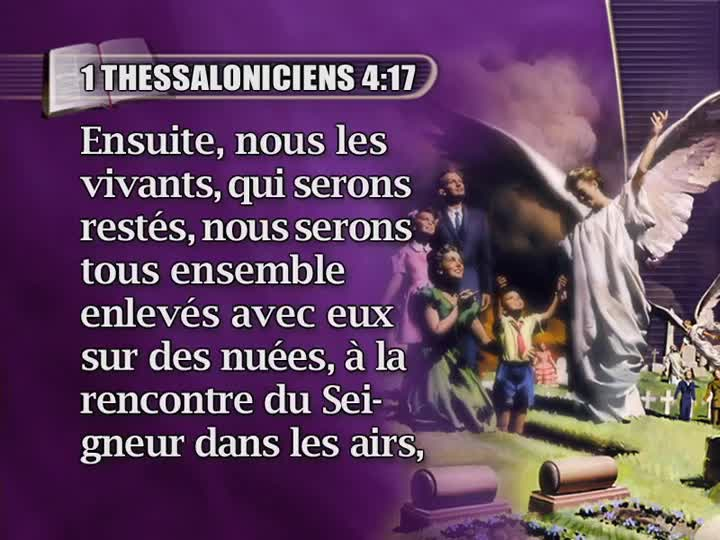 1 THESSALONICIENS 4:17
Ensuite, nous les
vivants, qui serons
restés, nous serons
tous ensemble
enlevés avec eux
sur des nuées, à la
rencontre du Sei-
gneur dans les airs,